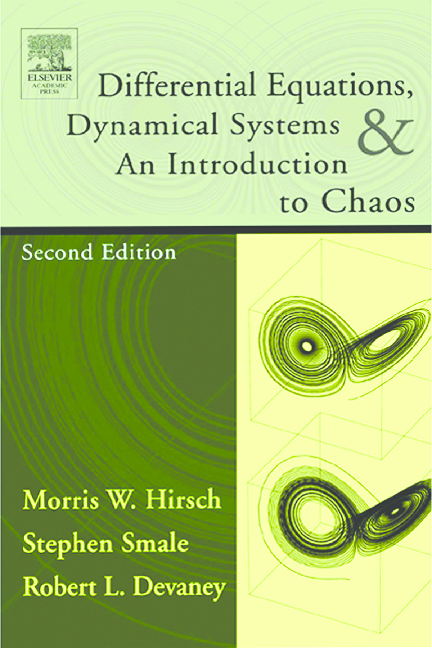 ELSEVIER
ACADEMIC
PRESS
Differential Equations,
Dynamical Systems &
An Introduction
to Chaos
Second Edition
Morris W. Hirsch
Stephen Smale
Robert L. Devaney